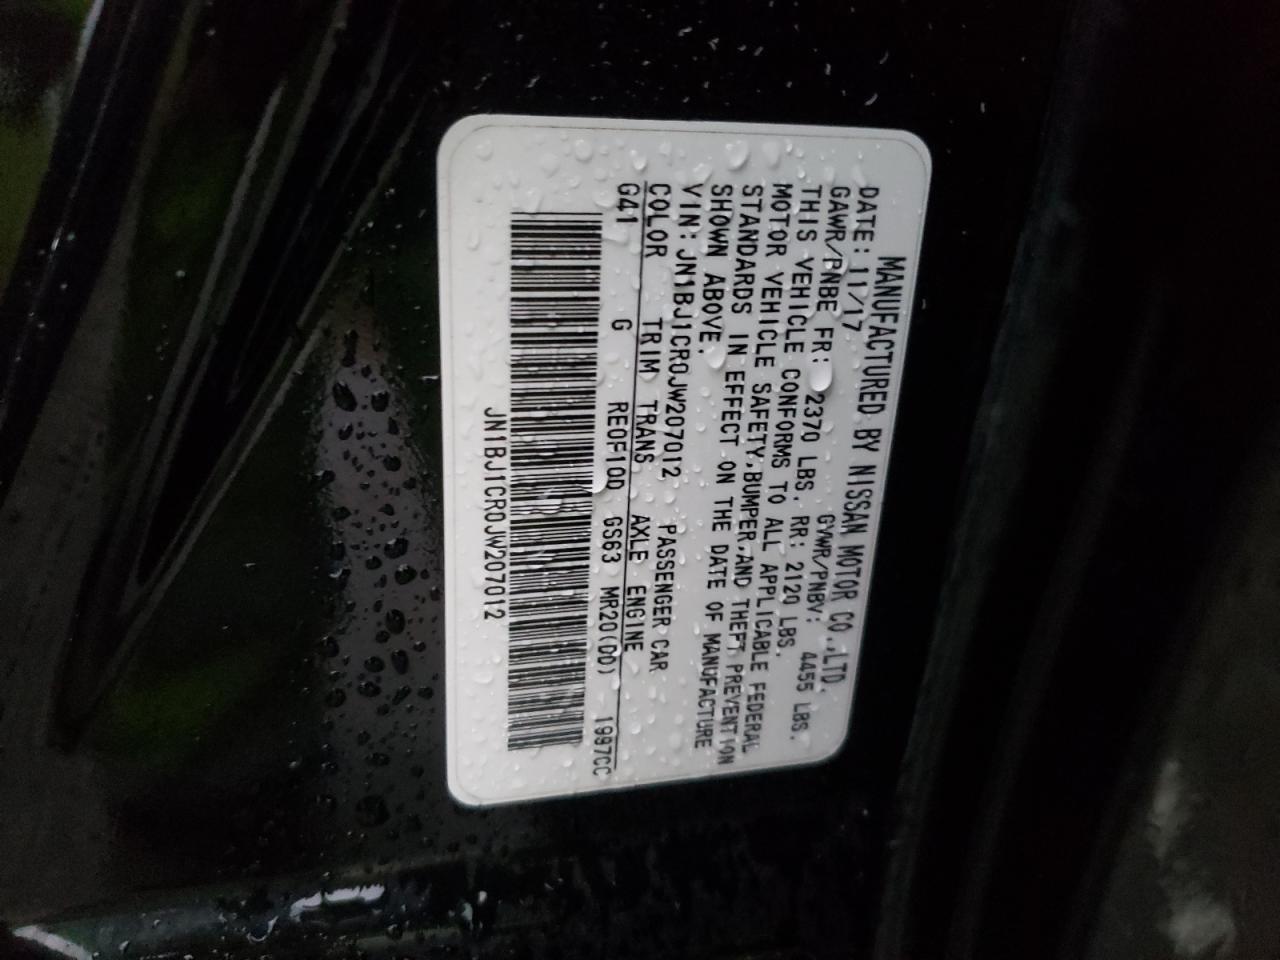 MANUFACTURED BY NISSAN MOTOR CO.,LTD.
DATE: 11/17 GVWR/PNBV: 4455 LBS.
GAWR/PNBE FR: 2370 LBS. RR: 2120 LBS.
THIS VEHICLE CONFORMS TO ALL APPLICABLE FEDERAL
MOTOR VEHICLE SAFETY,BUMPER,AND THEFT PREVENTION
STANDARDS IN EFFECT ON THE DATE OF MANUFACTURE
SHOWN ABOVE.
VIN: JN1BJ1CR0JW207012 PASSENGER CAR
COLOR TRIM TRANS AXLE ENGINE
G41 G RE0F10D GS63 MR20(DD) 1997CC
JN1BJ1CR0JW207012